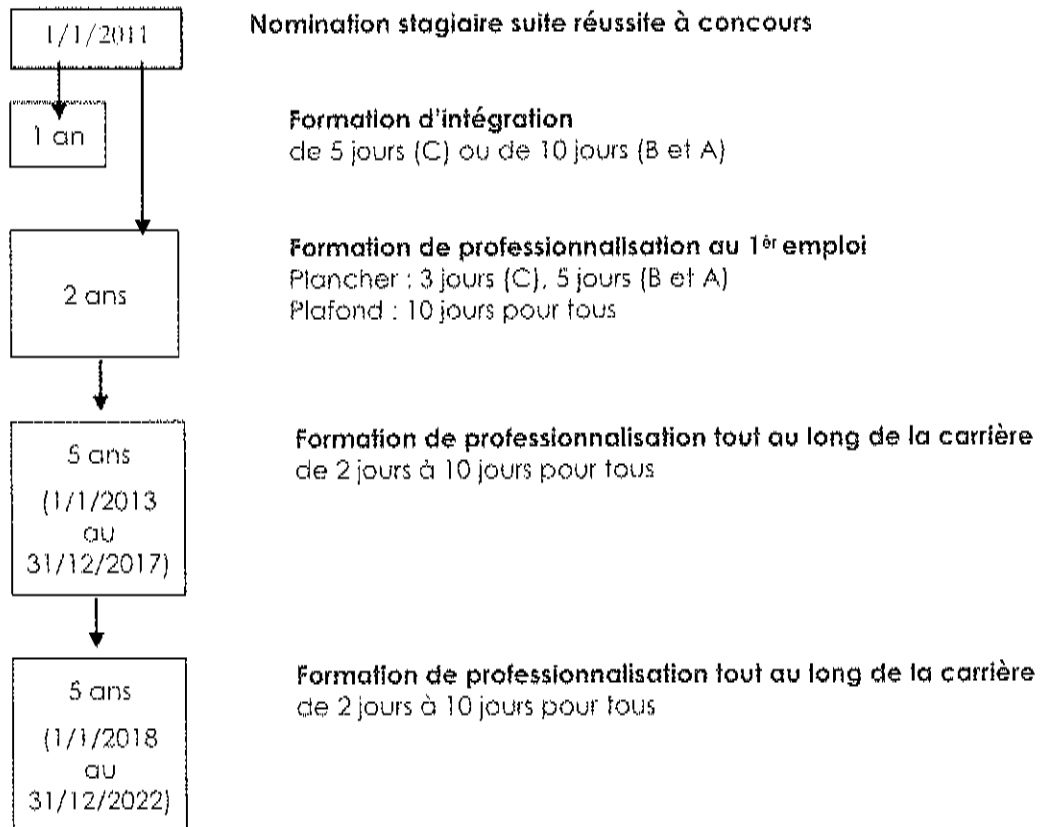 1/1/2011
Nomination stagiaire suite réussite à concours
1 an
Formation d'intégration
de 5 jours (C) ou de 10 jours (B et A)
2 ans
Formation de professionnalisation au 1er emploi
Plancher : 3 jours (C), 5 jours (B et A)
Plafond : 10 jours pour tous
5 ans
(1/1/2013
au
31/12/2017)
Formation de professionnalisation tout au long de la carrière
de 2 jours à 10 jours pour tous
5 ans
(1/1/2018
au
31/12/2022)
Formation de professionnalisation tout au long de la carrière
de 2 jours à 10 jours pour tous